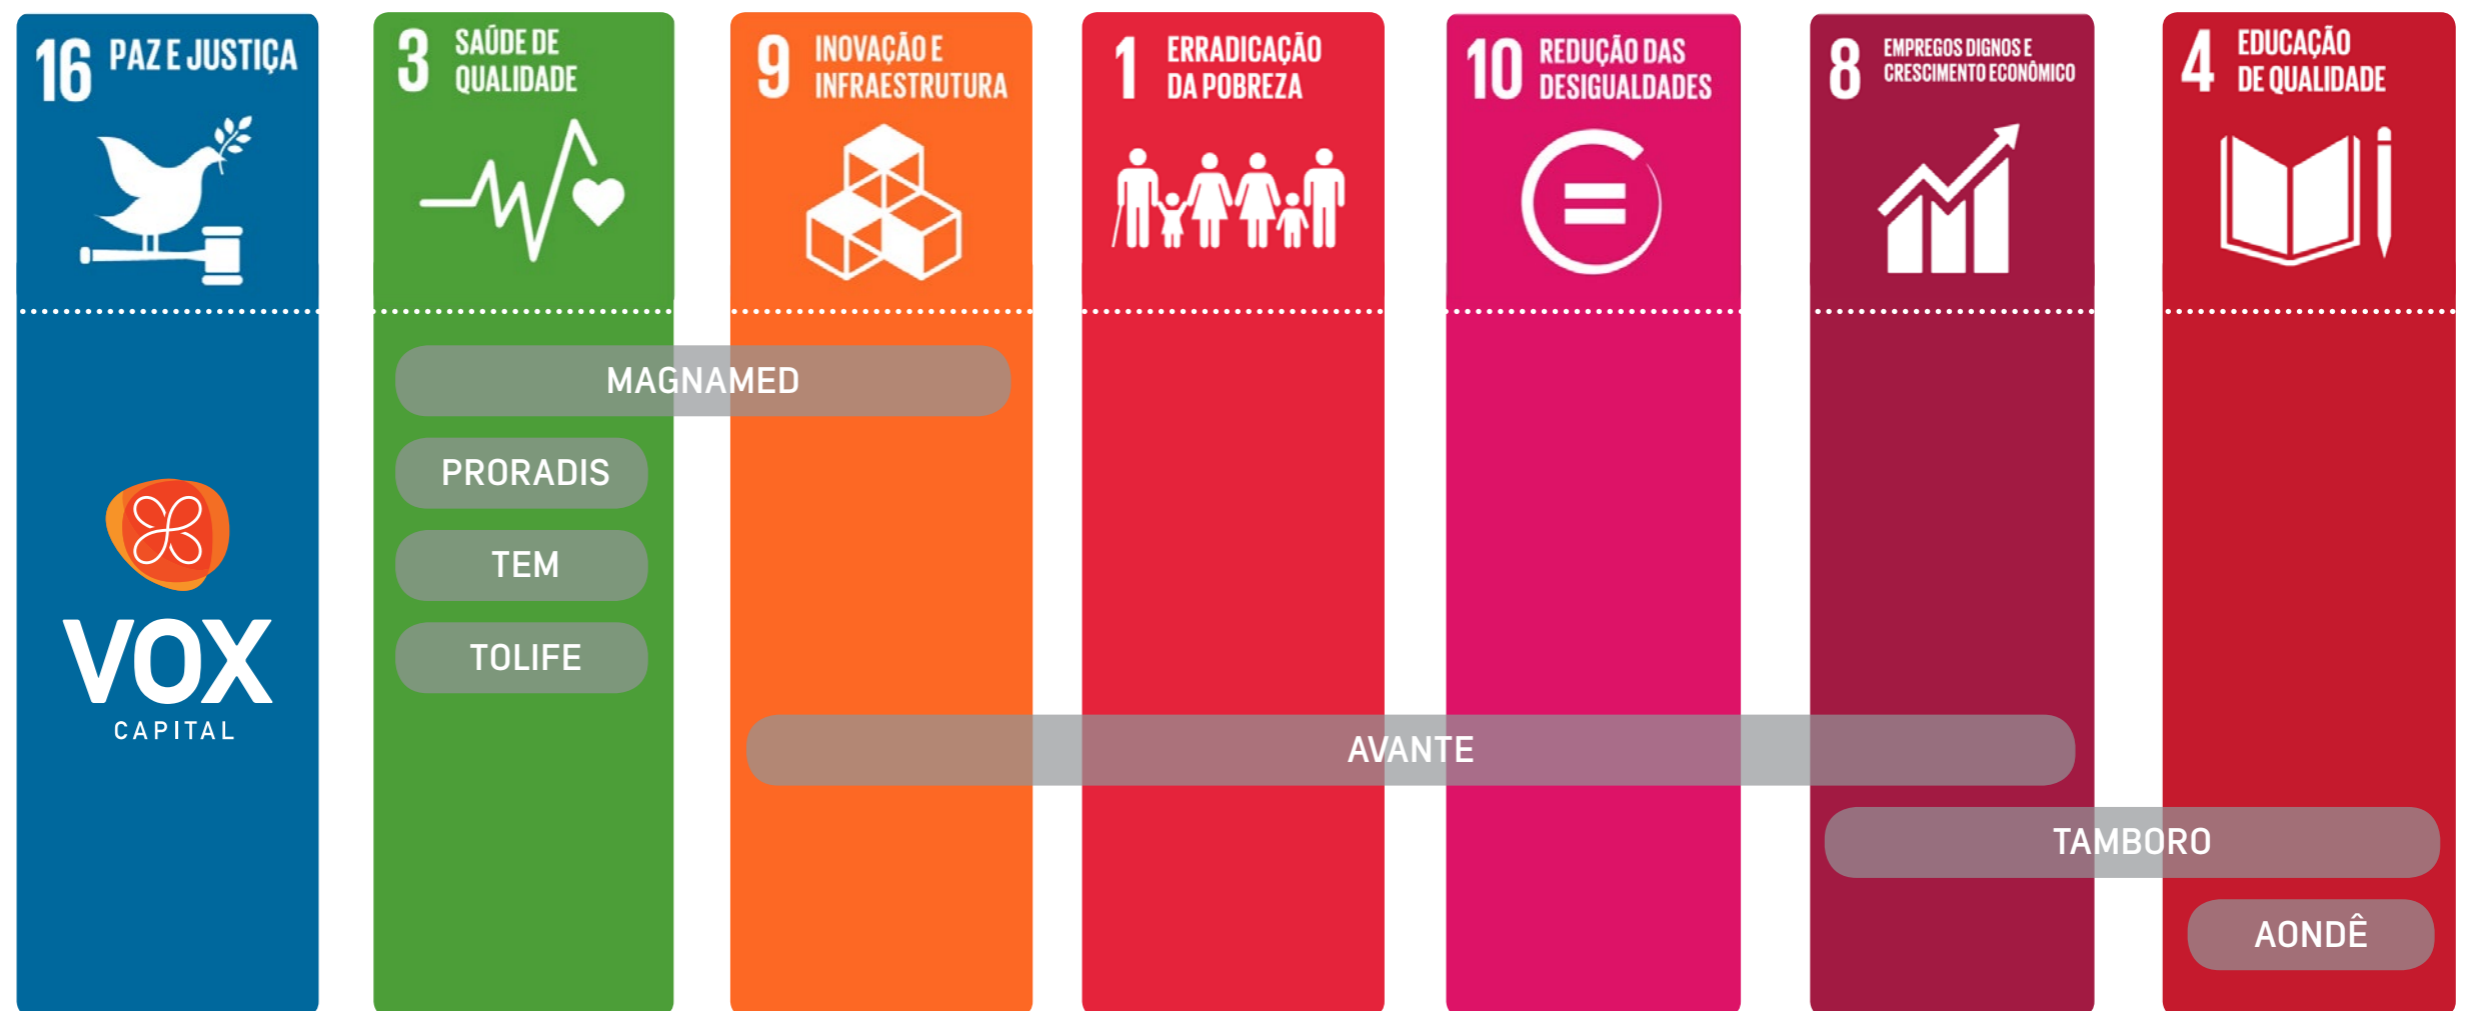 16 PAZ E JUSTIÇA
VOX
CAPITAL
3 SAÚDE DE
QUALIDADE
9 INOVAÇÃO E
INFRAESTRUTURA
1 ERRADICAÇÃO
DA POBREZA
10 REDUÇÃO DAS
DESIGUALDADES
8 EMPREGOS DIGNOS E
CRESCIMENTO ECONÔMICO
4 EDUCAÇÃO
DE QUALIDADE
MAGNAMED
PRORADIS
TEM
TOLIFE
AVANTE
TAMBORO
AONDÊ